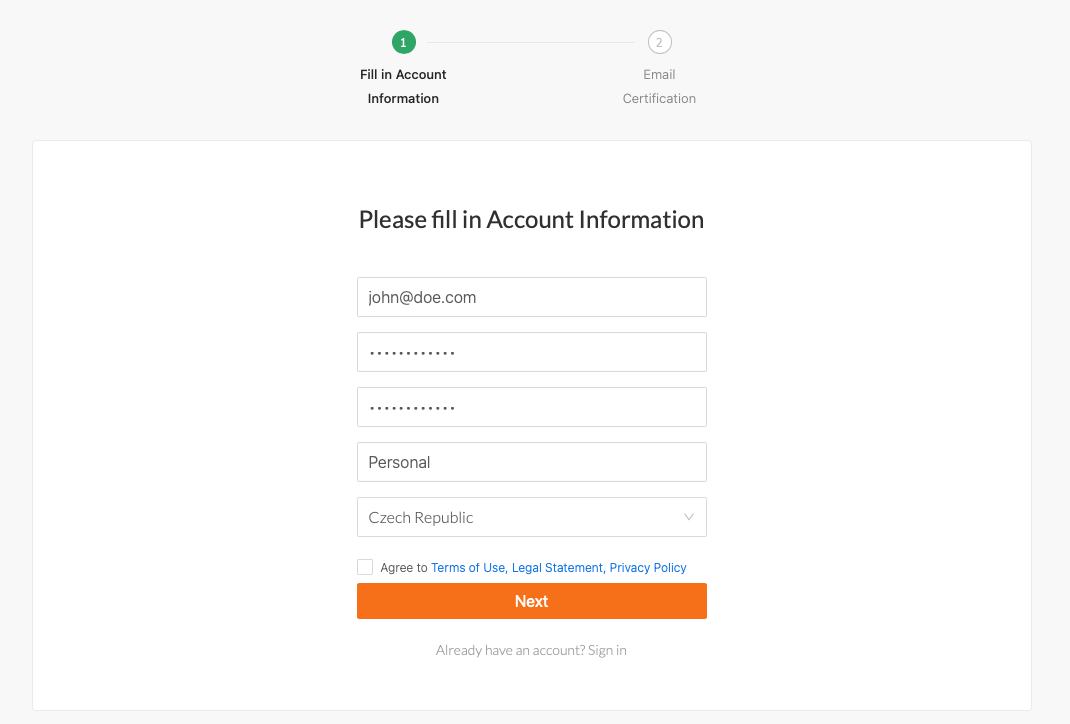 1
2
Fill in Account
Information
Email
Certification
Please fill in Account Information
john@doe.com
••••••••••••
••••••••••••
Personal
Czech Republic
Agree to Terms of Use, Legal Statement, Privacy Policy
Next
Already have an account? Sign in